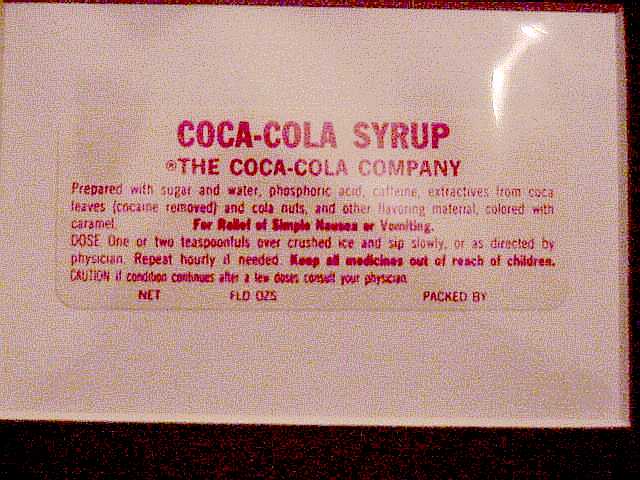 COCA-COLA SYRUP
®THE COCA-COLA COMPANY
Prepared with sugar and water, phosphoric acid, caffeine, extractives from coca
leaves (cocaine removed) and cola nuts, and other flavoring material, colored with
caramel. For Relief of Simple Nausea or Vomiting.
DOSE One or two teaspoonfuls over crushed ice and sip slowly, or as directed by
physician. Repeat hourly if needed. Keep all medicines out of reach of children.
CAUTION if condition continues after a few doses consult your physician
NET FLD OZS PACKED BY